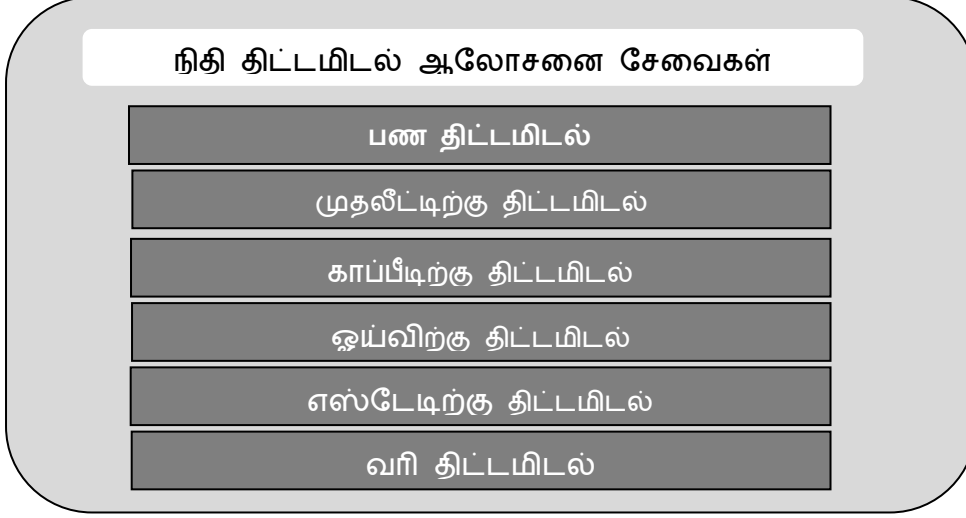 நிதி திட்டமிடல் ஆலோசனை சேவைகள்
பண திட்டமிடல்
முதலீட்டிற்கு திட்டமிடல்
காப்பீடிற்கு திட்டமிடல்
ஓய்விற்கு திட்டமிடல்
எஸ்டேடிற்கு திட்டமிடல்
வரி திட்டமிடல்